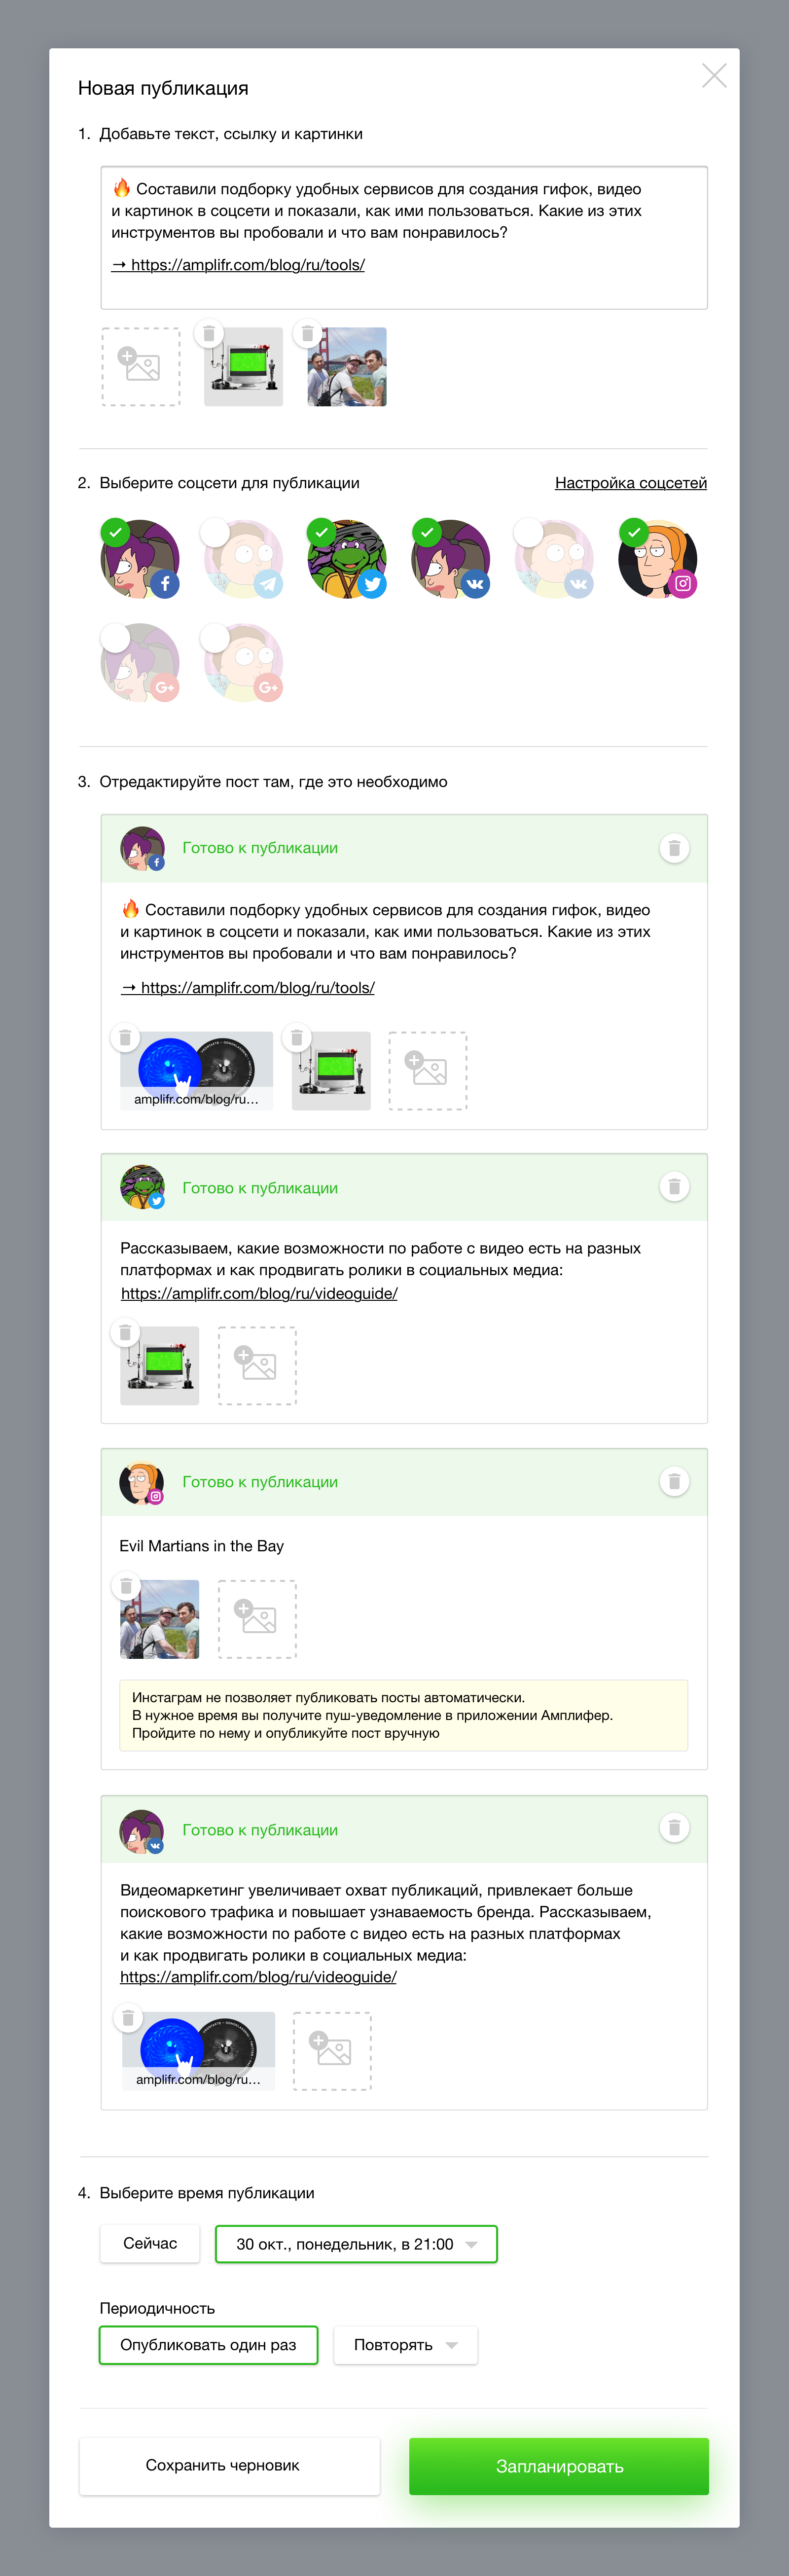 Новая публикация
1. Добавьте текст, ссылку и картинки
🔥 Составили подборку удобных сервисов для создания гифок, видео
и картинок в соцсети и показали, как ими пользоваться. Какие из этих
инструментов вы пробовали и что вам понравилось?
→ https://amplifr.com/blog/ru/tools/
2. Выберите соцсети для публикации
Настройка соцсетей
3. Отредактируйте пост там, где это необходимо
Готово к публикации
🔥 Составили подборку удобных сервисов для создания гифок, видео
и картинок в соцсети и показали, как ими пользоваться. Какие из этих
инструментов вы пробовали и что вам понравилось?
→ https://amplifr.com/blog/ru/tools/
amplifr.com/blog/ru…
Готово к публикации
Рассказываем, какие возможности по работе с видео есть на разных
платформах и как продвигать ролики в социальных медиа:
https://amplifr.com/blog/ru/videoguide/
Готово к публикации
Evil Martians in the Bay
Инстаграм не позволяет публиковать посты автоматически.
В нужное время вы получите пуш-уведомление в приложении Амплифер.
Пройдите по нему и опубликуйте пост вручную
Готово к публикации
Видеомаркетинг увеличивает охват публикаций, привлекает больше
поискового трафика и повышает узнаваемость бренда. Рассказываем,
какие возможности по работе с видео есть на разных платформах
и как продвигать ролики в социальных медиа:
https://amplifr.com/blog/ru/videoguide/
amplifr.com/blog/ru…
4. Выберите время публикации
Сейчас
30 окт., понедельник, в 21:00
Периодичность
Опубликовать один раз
Повторять
Сохранить черновик
Запланировать